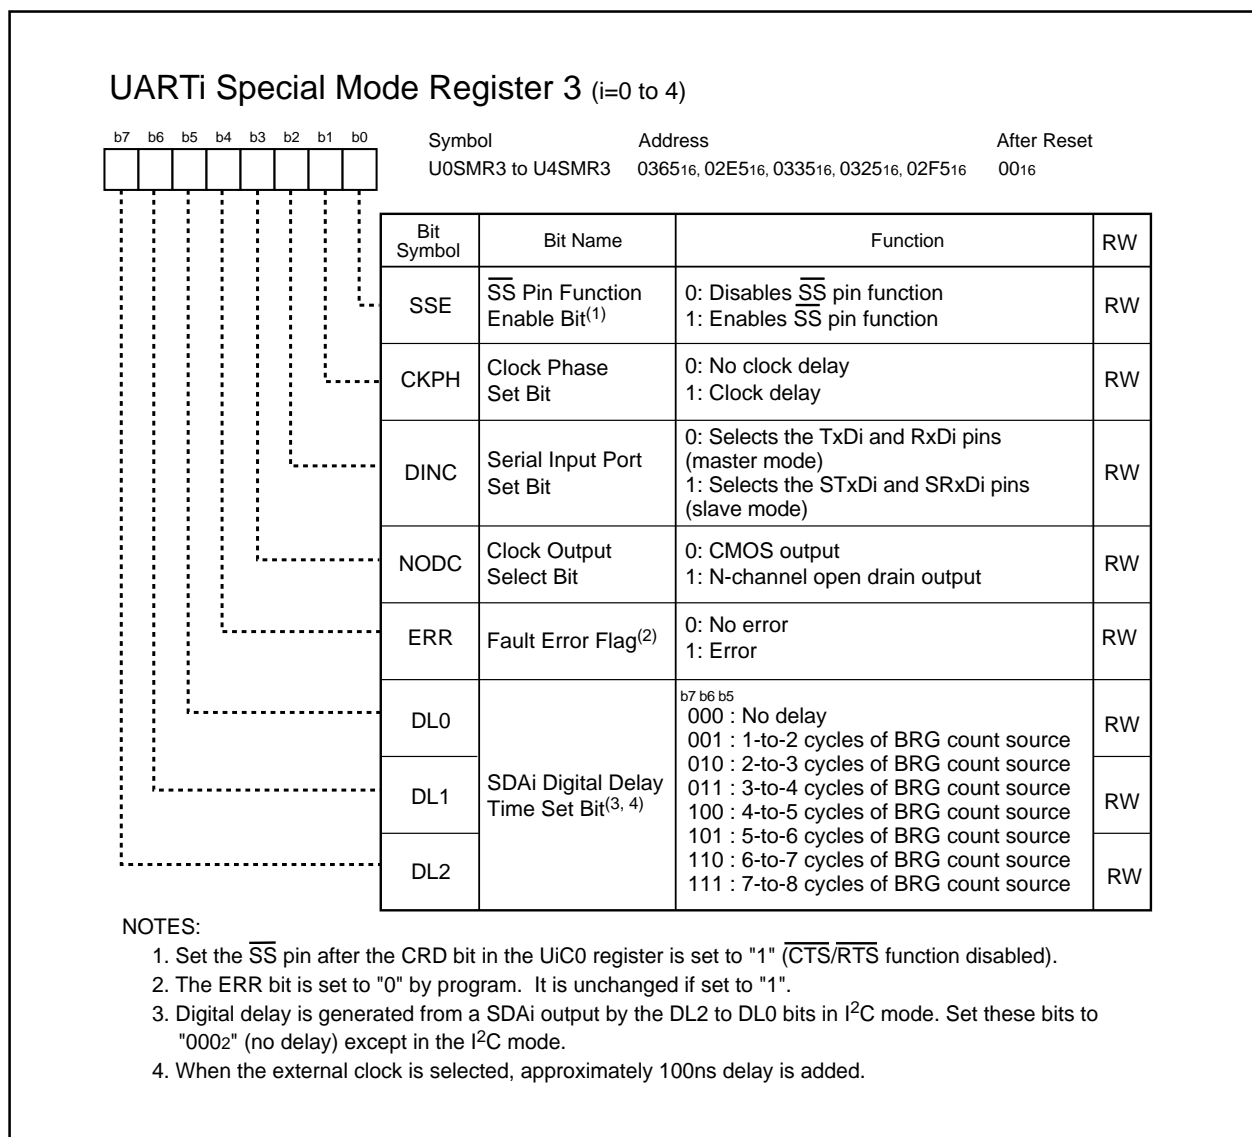 UARTi Special Mode Register 3 (i=0 to 4)
b7 b6 b5 b4 b3 b2 b1 b0
Symbol Address After Reset
U0SMR3 to U4SMR3 036516, 02E516, 033516, 032516, 02F516 0016
Bit Symbol Bit Name Function RW
SSE
SS Pin Function
Enable Bit(1)
0: Disables SS pin function
1: Enables SS pin function
RW
CKPH
Clock Phase
Set Bit
0: No clock delay
1: Clock delay
RW
DINC
Serial Input Port
Set Bit
0: Selects the TxDi and RxDi pins
(master mode)
1: Selects the STxDi and SRxDi pins
(slave mode)
RW
NODC
Clock Output
Select Bit
0: CMOS output
1: N-channel open drain output
RW
ERR
Fault Error Flag(2)
0: No error
1: Error
RW
DL0
DL1
DL2
SDAi Digital Delay
Time Set Bit(3, 4)
b7 b6 b5
000 : No delay
001 : 1-to-2 cycles of BRG count source
010 : 2-to-3 cycles of BRG count source
011 : 3-to-4 cycles of BRG count source
100 : 4-to-5 cycles of BRG count source
101 : 5-to-6 cycles of BRG count source
110 : 6-to-7 cycles of BRG count source
111 : 7-to-8 cycles of BRG count source
RW
RW
RW
NOTES:
1. Set the SS pin after the CRD bit in the UiC0 register is set to "1" (CTS/RTS function disabled).
2. The ERR bit is set to "0" by program. It is unchanged if set to "1".
3. Digital delay is generated from a SDAi output by the DL2 to DL0 bits in I2C mode. Set these bits to
"0002" (no delay) except in the I2C mode.
4. When the external clock is selected, approximately 100ns delay is added.